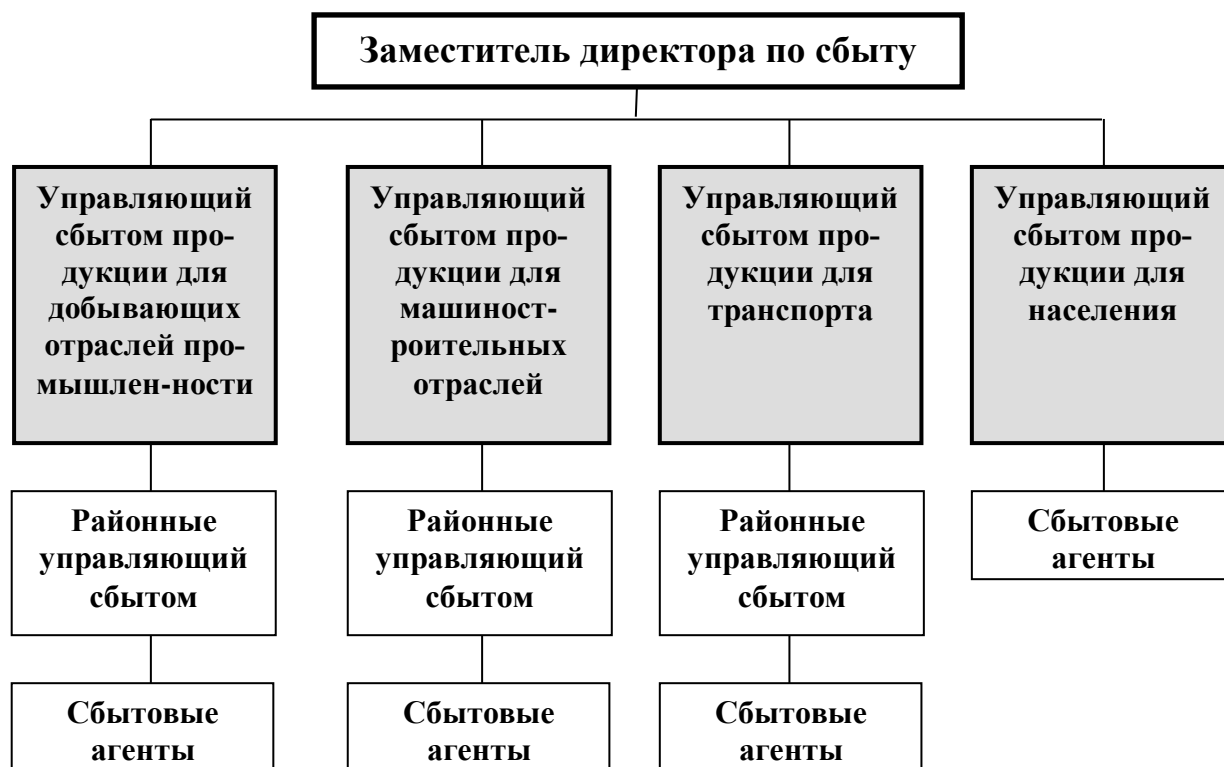 Заместитель директора по сбыту
Управляющий
сбытом про-
дукции для
добывающих
отраслей про-
мышлен-ности
Управляющий
сбытом про-
дукции для
машиност-
роительных
отраслей
Управляющий
сбытом про-
дукции для
транспорта
Управляющий
сбытом про-
дукции для
населения
Районные
управляющий
сбытом
Районные
управляющий
сбытом
Районные
управляющий
сбытом
Сбытовые
агенты
Сбытовые
агенты
Сбытовые
агенты
Сбытовые
агенты